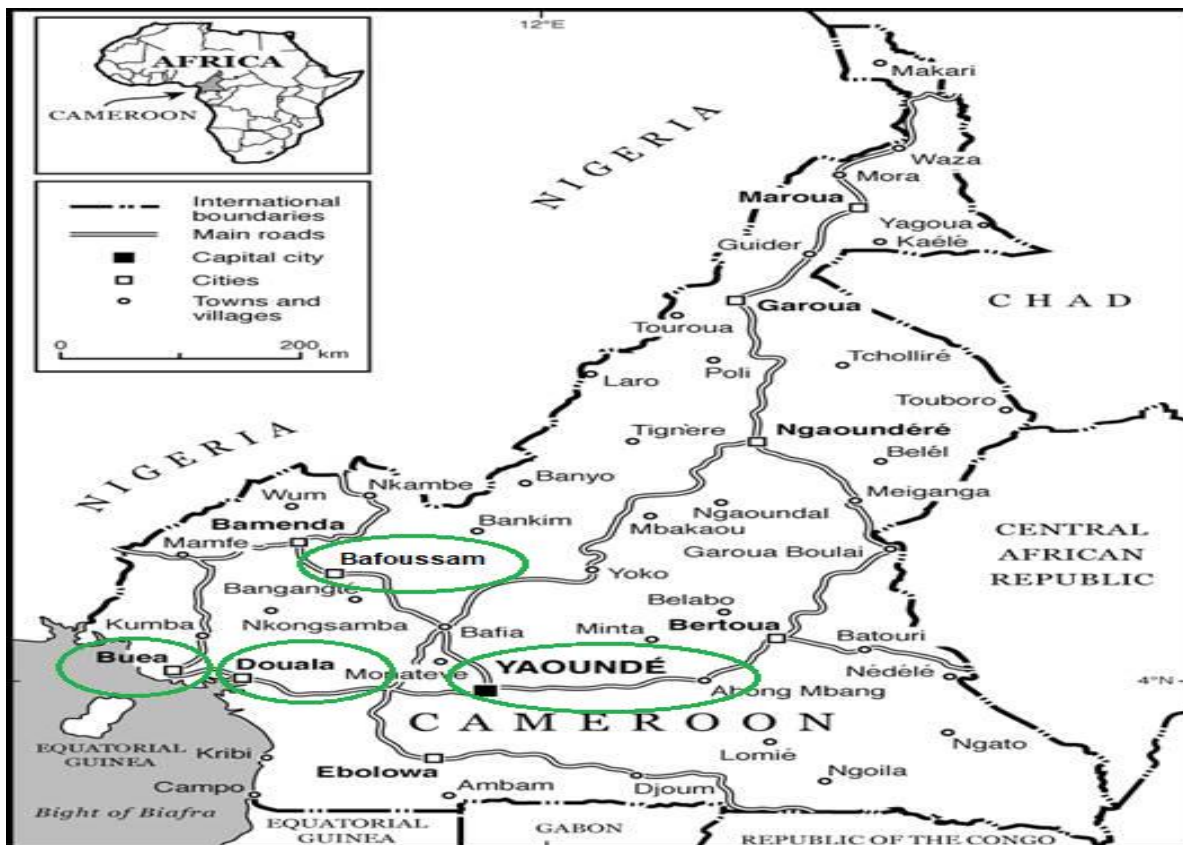 12°E
AFRICA
CAMEROON
International
boundaries
Main roads
Capital city
Cities
Towns and
villages
0
200
km
NIGERIA
Makari
Waza
Mora
Maroua
Yagoua
Kaélé
Guider
CHAD
Garoua
Touroua
Tcholliré
Poli
Laro
Touboro
NIGERIA
Tignere
Ngaoundéré
Belél
Banyo
Nkambe
Meiganga
Wum
Ngaoundal
Bankim
Mbakaou
Bamenda
CENTRAL
AFRICAN
REPUBLIC
Mamfe
Garoua Boulai
Bafoussam
Yoko
Bangangté
Belabo
Kumba
Nkongsamba
Bafia
Minta
Bertoua
Batouri
Buea
Douala
Monateve
YAOUNDÉ
Nédélé
4°N
Abong Mbang
CAMEROON
EQUATORIAL
GUINEA
Kribi
Lomié
Ngato
Ebolowa
Ngoila
Campo
Ambam
Djoum
Bight of Biafra
EQUATORIAL
GUINEA
GABON
REPUBLIC OF THE CONGO